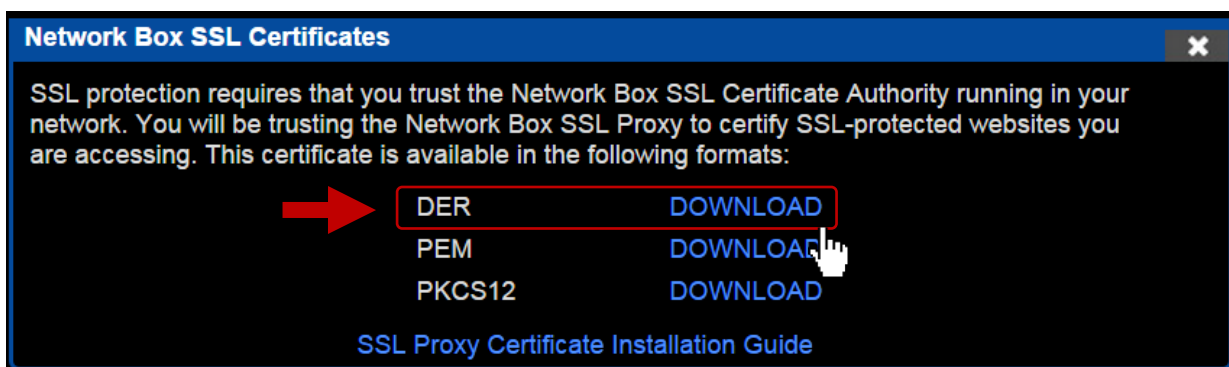 Network Box SSL Certificates
SSL protection requires that you trust the Network Box SSL Certificate Authority running in your
network. You will be trusting the Network Box SSL Proxy to certify SSL-protected websites you
are accessing. This certificate is available in the following formats:
DER DOWNLOAD
PEM DOWNLOAD
PKCS12 DOWNLOAD
SSL Proxy Certificate Installation Guide